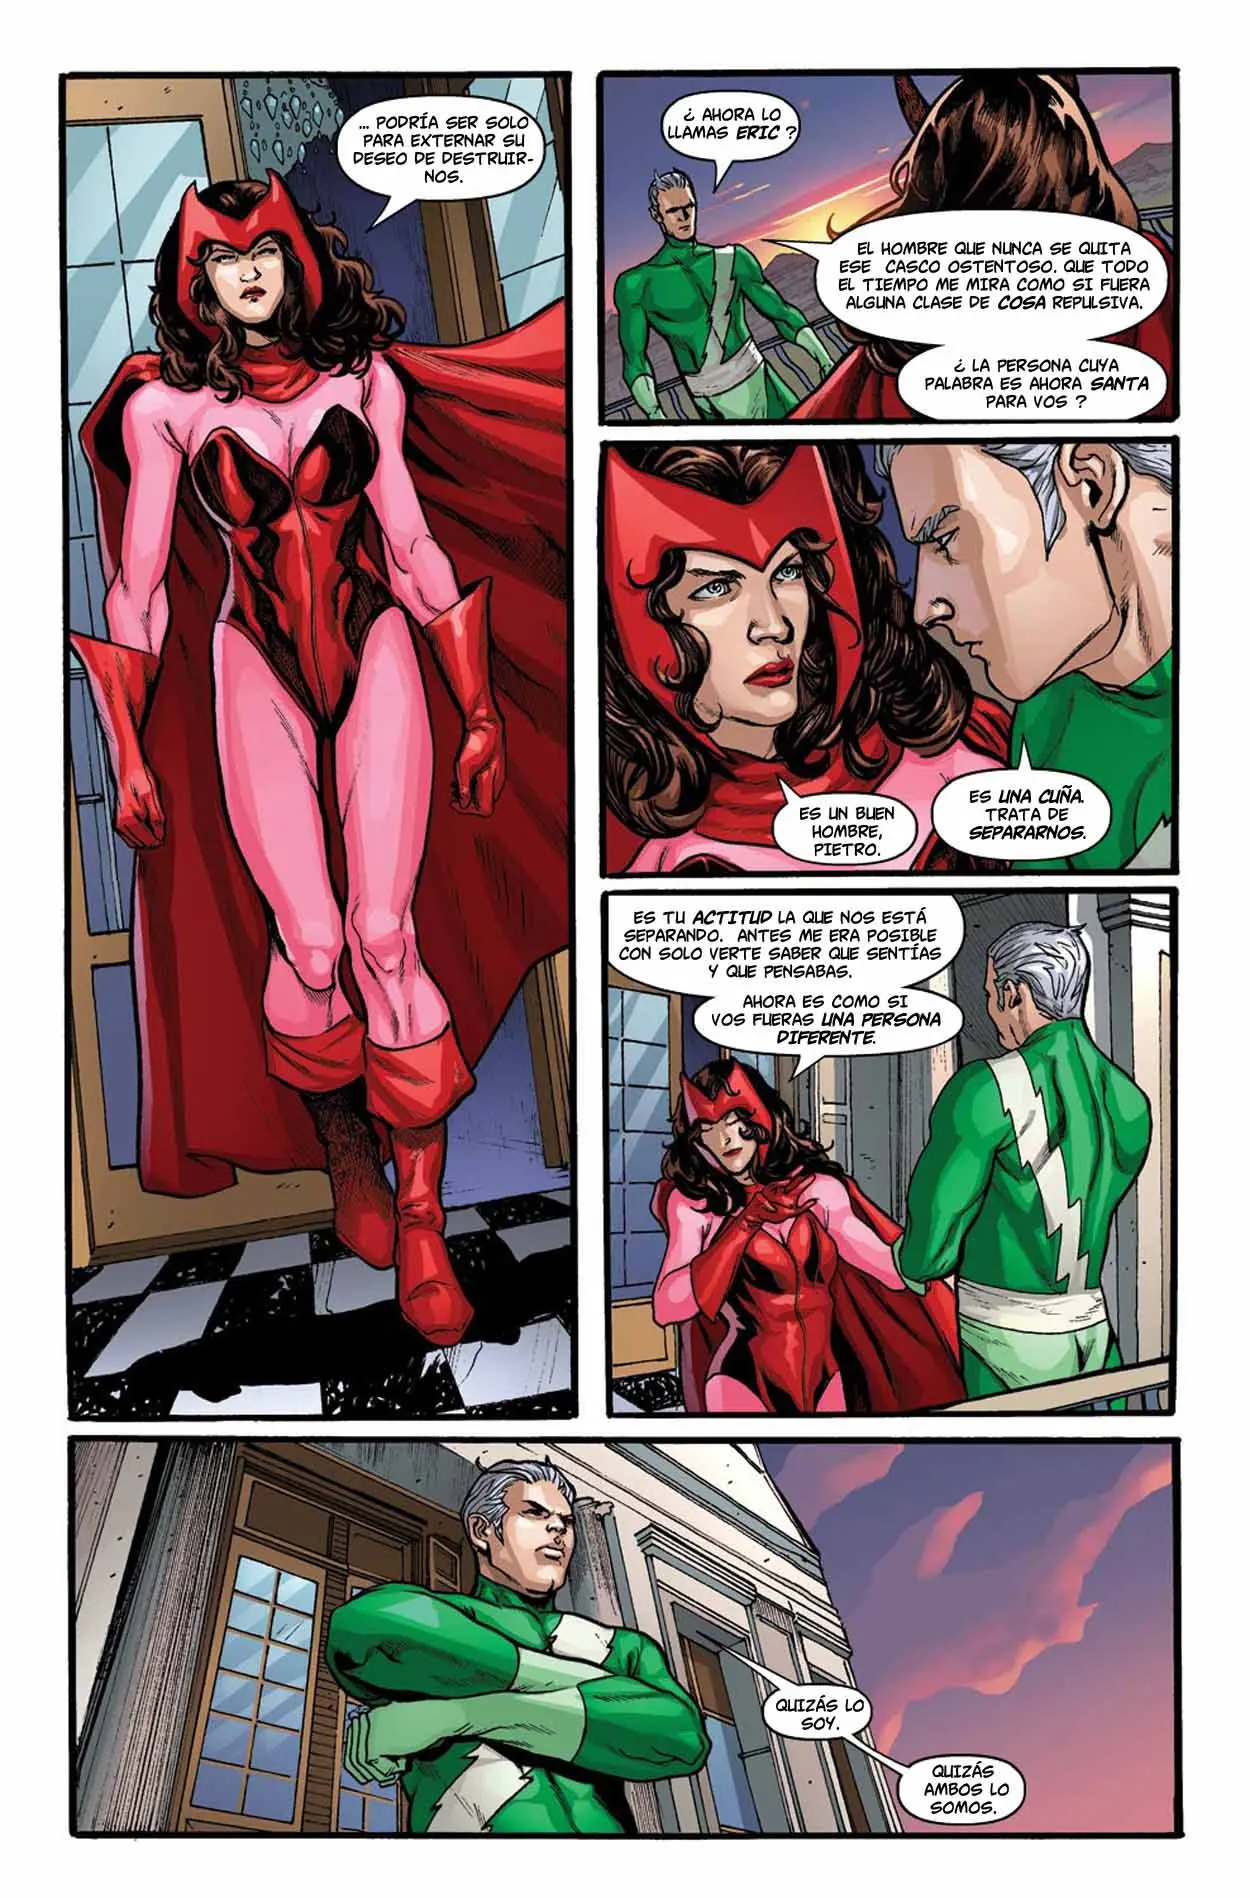 ... PODRÍA SER SOLO
PARA EXTERNAR SU
DESEO DE DESTRUIR-
NOS.
¿ AHORA LO
LLAMAS ERIC ?
EL HOMBRE QUE NUNCA SE QUITA
ESE CASCO OSTENTOSO. QUE TODO
EL TIEMPO ME MIRA COMO SI FUERA
ALGUNA CLASE DE COSA REPULSIVA.
¿ LA PERSONA CUYA
PALABRA ES AHORA SANTA
PARA VOS ?
ES UN BUEN
HOMBRE,
PIETRO.
ES UNA CUÑA.
TRATA DE
SEPARARNOS.
ES TU ACTITUD LA QUE NOS ESTÁ
SEPARANDO. ANTES ME ERA POSIBLE
CON SOLO VERTE SABER QUE SENTÍAS
Y QUE PENSABAS.
AHORA ES COMO SI
VOS FUERAS UNA PERSONA
DIFERENTE.
QUIZÁS LO
SOY.
QUIZÁS
AMBOS LO
SOMOS.